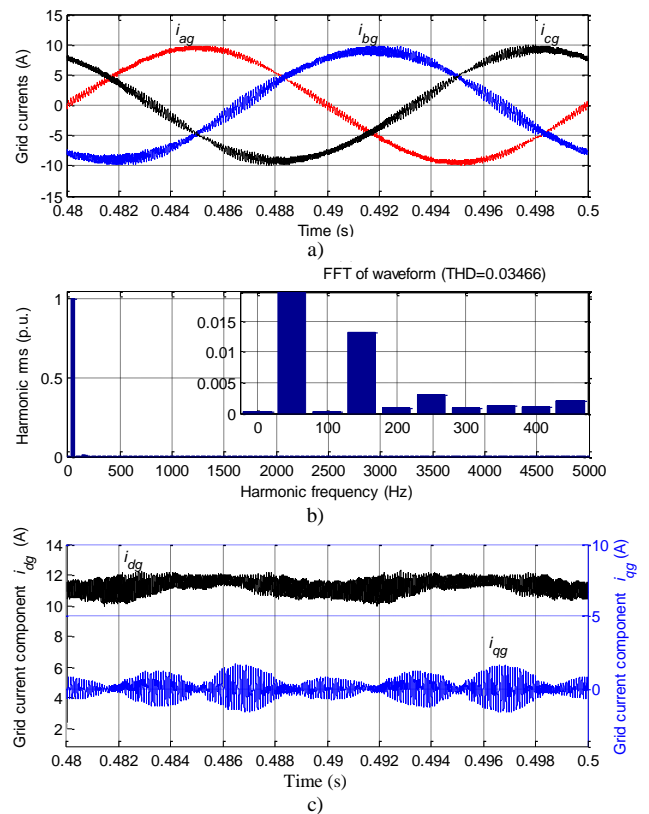 i_ag i_bg i_cg
Grid currents (A)
15
10
5
0
-5
-10
15
0.48 0.482 0.484 0.486 0.488 0.49 0.492 0.494 0.496 0.498 0.5
Time (s)
a)
FFT of waveform (THD=0.03466)
Harmonic rms (p.u.)
1
0.5
0
0.015
0.01
0.005
0
0 100 200 300 400
0 500 1000 1500 2000 2500 3000 3500 4000 4500 5000
Harmonic frequency (Hz)
b)
Grid current component i_dg (A)
14
12
10
8
6
4
2
i_dg
i_qg
10
5
0
Grid current component i_qg (A)
0.48 0.482 0.484 0.486 0.488 0.49 0.492 0.494 0.496 0.498 0.5
Time (s)
c)